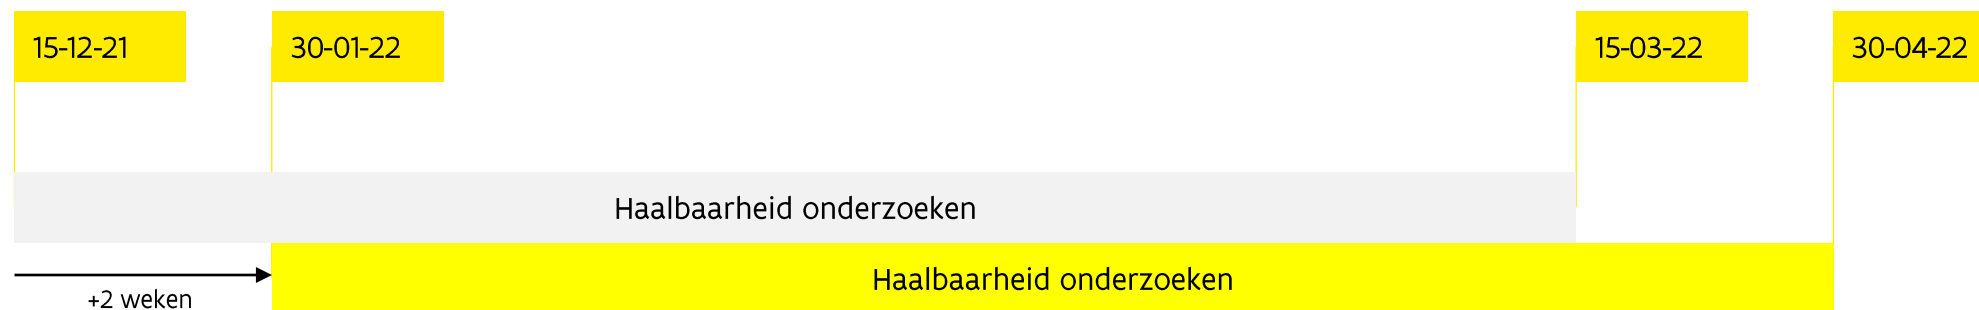 15-12-21
30-01-22
15-03-22
30-04-22
Haalbaarheid onderzoeken
Haalbaarheid onderzoeken
+2 weken